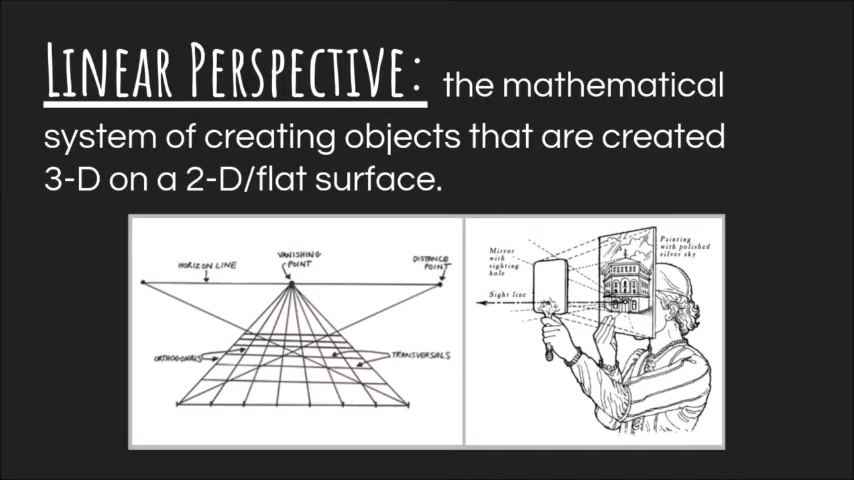 Linear Perspective: the mathematical
system of creating objects that are created
3-D on a 2-D/flat surface.
HORIZON LINE
VANISHING
POINT
DISTANCE
POINT
ORTHOGONALS
TRANSVERSALS
Mirror
with
sighting
hole
Sight line
Painting
with polished
silver sky